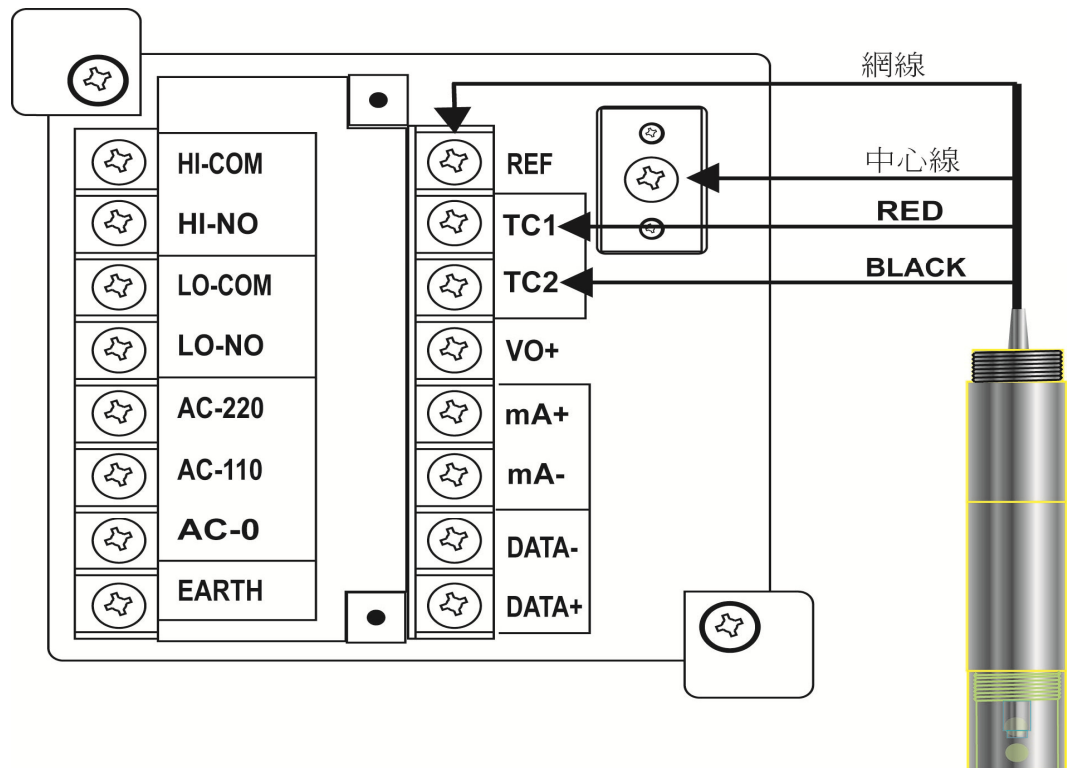 網線
中心線
RED
BLACK
HI-COM
HI-NO
LO-COM
LO-NO
AC-220
AC-110
AC-0
EARTH
REF
TC1
TC2
VO+
mA+
mA-
DATA-
DATA+